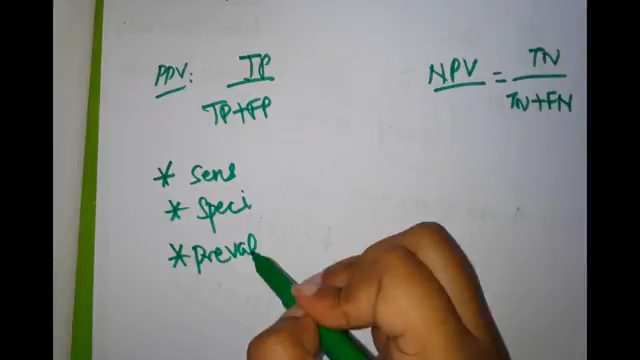 PPV: TP / TP+FP
NPV = TN / TN+FN
* Sens
* Speci
* Preval